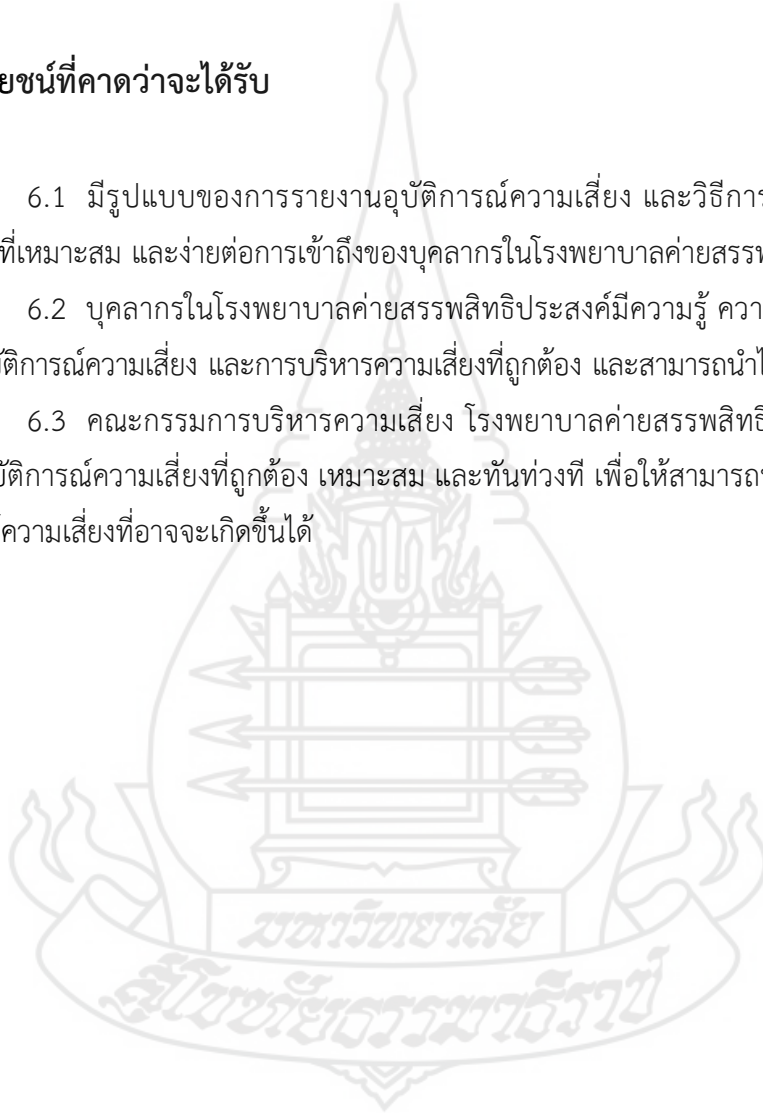 ยชน์ที่คาดว่าจะได้รับ
6.1 มีรูปแบบของการรายงานอุบัติการณ์ความเสี่ยง และวิธีการ
ที่เหมาะสม และง่ายต่อการเข้าถึงของบุคลากรในโรงพยาบาลค่ายสรรพ
6.2 บุคลากรในโรงพยาบาลค่ายสรรพสิทธิประสงค์มีความรู้ ควา
ัติการณ์ความเสี่ยง และการบริหารความเสี่ยงที่ถูกต้อง และสามารถนำไ
6.3 คณะกรรมการบริหารความเสี่ยง โรงพยาบาลค่ายสรรพสิทธิ
บัติการณ์ความเสี่ยงที่ถูกต้อง เหมาะสม และทันท่วงที เพื่อให้สามารถ
ความเสี่ยงที่อาจจะเกิดขึ้นได้
มหาวิทยาลัย
สุโขทัยธรรมาธิราช